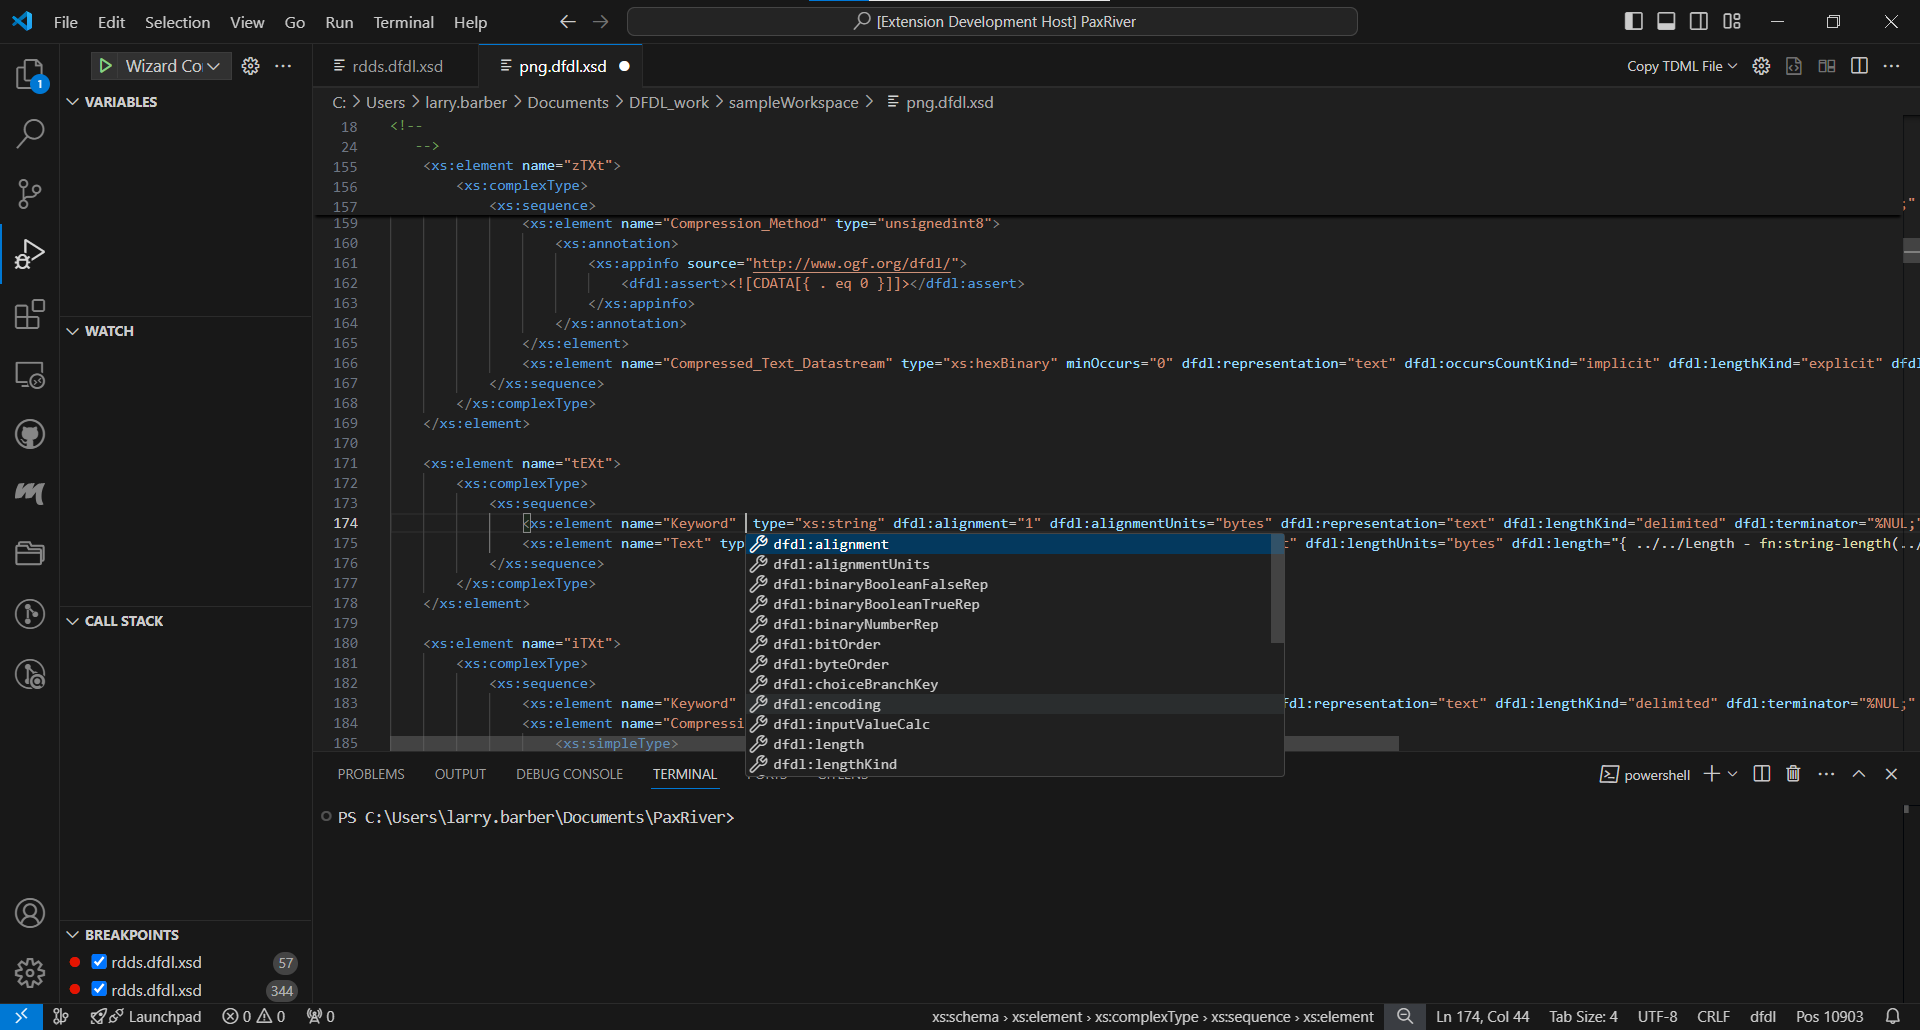 File Edit Selection View Go Run Terminal Help
[Extension Development Host] PaxRiver
1
Wizard Co
VARIABLES
WATCH
CALL STACK
BREAKPOINTS
rdds.dfdl.xsd 57
rdds.dfdl.xsd 344
rdds.dfdl.xsd
png.dfdl.xsd
Copy TDML File
C: > Users > larry.barber > Documents > DFDL_work > sampleWorkspace > png.dfdl.xsd
18 <!--
24 -->
155 <xs:element name="zTXt">
156 <xs:complexType>
157 <xs:sequence>
;"
159 <xs:element name="Compression_Method" type="unsignedint8">
160 <xs:annotation>
161 <xs:appinfo source="http://www.ogf.org/dfdl/">
162 <dfdl:assert><![CDATA[{ . eq 0 }]]></dfdl:assert>
163 </xs:appinfo>
164 </xs:annotation>
165 </xs:element>
166 <xs:element name="Compressed_Text_Datastream" type="xs:hexBinary" minOccurs="0" dfdl:representation="text" dfdl:occursCountKind="implicit" dfdl:lengthKind="explicit" dfdl
167 </xs:sequence>
168 </xs:complexType>
169 </xs:element>
170
171 <xs:element name="tEXt">
172 <xs:complexType>
173 <xs:sequence>
174 <xs:element name="Keyword" type="xs:string" dfdl:alignment="1" dfdl:alignmentUnits="bytes" dfdl:representation="text" dfdl:lengthKind="delimited" dfdl:terminator="%NUL;"
175 <xs:element name="Text" typ t" dfdl:lengthUnits="bytes" dfdl:length="{ ../../Length - fn:string-length(../
176 </xs:sequence>
177 </xs:complexType>
178 </xs:element>
179
180 <xs:element name="iTXt">
181 <xs:complexType>
182 <xs:sequence>
183 <xs:element name="Keyword" fdl:representation="text" dfdl:lengthKind="delimited" dfdl:terminator="%NUL;"
184 <xs:element name="Compressi
185 <xs:simpleType>
dfdl:alignment
dfdl:alignmentUnits
dfdl:binaryBooleanFalseRep
dfdl:binaryBooleanTrueRep
dfdl:binaryNumberRep
dfdl:bitOrder
dfdl:byteOrder
dfdl:choiceBranchKey
dfdl:encoding
dfdl:inputValueCalc
dfdl:length
dfdl:lengthKind
PROBLEMS OUTPUT DEBUG CONSOLE TERMINAL PORTS GITLENS
powershell
PS C:\Users\larry.barber\Documents\PaxRiver>
Launchpad 0 0 0
xs:schema › xs:element › xs:complexType › xs:sequence › xs:element Ln 174, Col 44 Tab Size: 4 UTF-8 CRLF dfdl Pos 10903